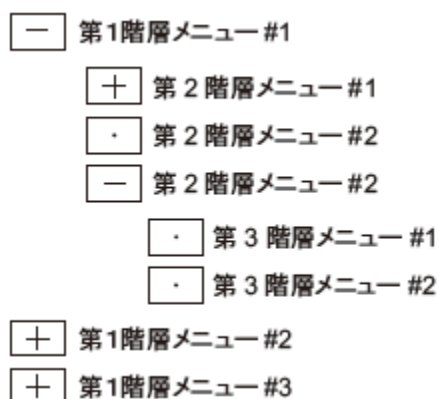 − 第1階層メニュー#1
+ 第2階層メニュー#1
· 第2階層メニュー#2
− 第2階層メニュー#2
· 第3階層メニュー#1
· 第3階層メニュー#2
+ 第1階層メニュー#2
+ 第1階層メニュー#3